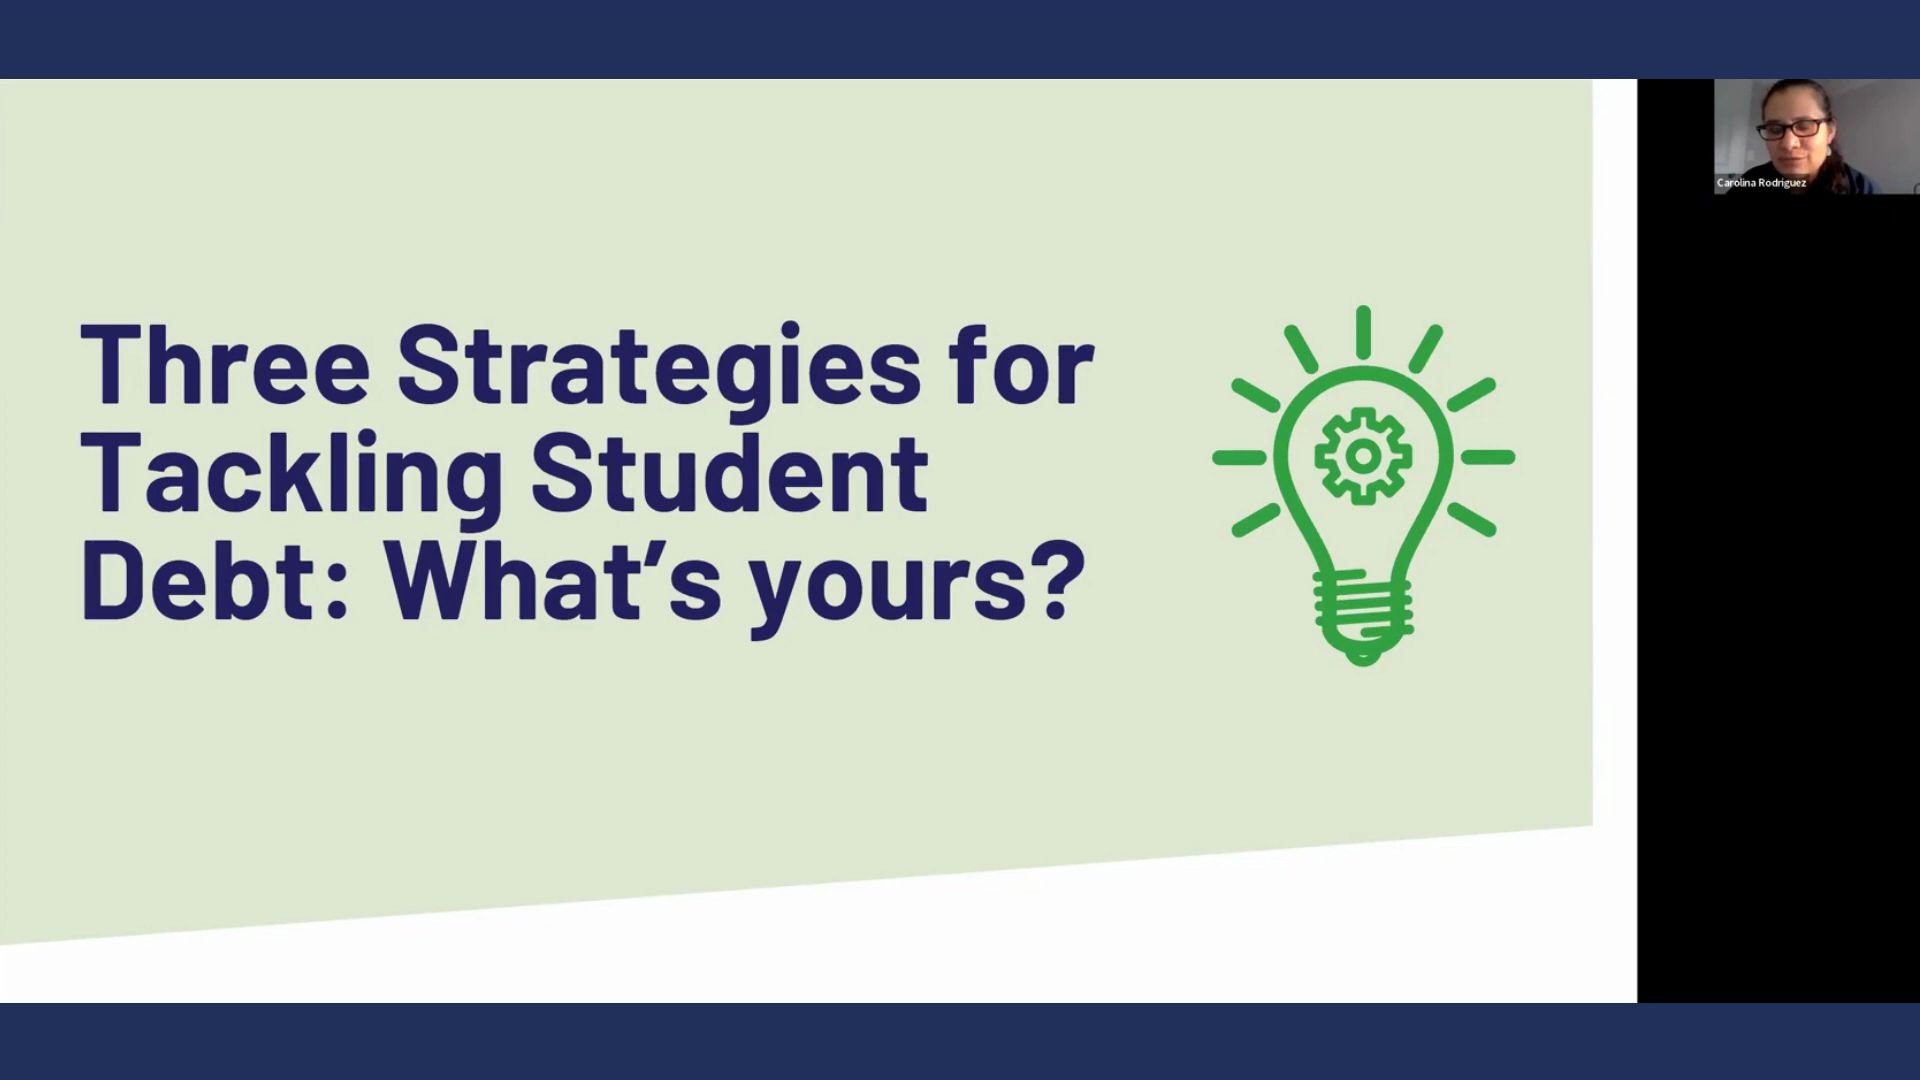 Three Strategies for
Tackling Student
Debt: What’s yours?
Carolina Rodriguez